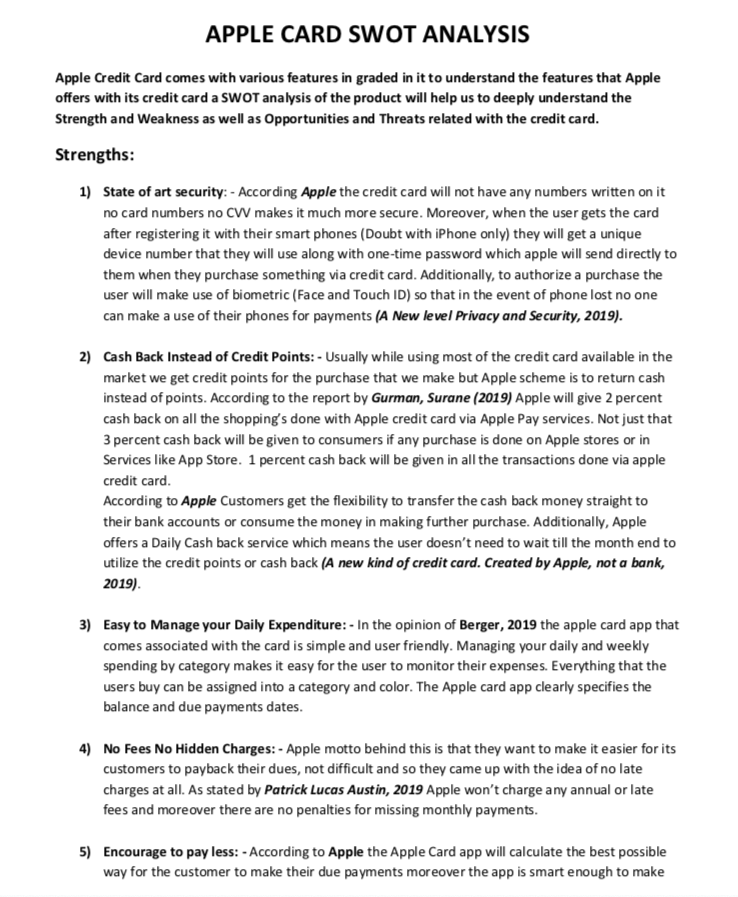 APPLE CARD SWOT ANALYSIS
Apple Credit Card comes with various features in graded in it to understand the features that Apple
offers with its credit card a SWOT analysis of the product will help us to deeply understand the
Strength and Weakness as well as Opportunities and Threats related with the credit card.
Strengths:
1) State of art security: - According Apple the credit card will not have any numbers written on it
no card numbers no CVV makes it much more secure. Moreover, when the user gets the card
after registering it with their smart phones (Doubt with iPhone only) they will get a unique
device number that they will use along with one-time password which apple will send directly to
them when they purchase something via credit card. Additionally, to authorize a purchase the
user will make use of biometric (Face and Touch ID) so that in the event of phone lost no one
can make a use of their phones for payments (A New level Privacy and Security, 2019).
2) Cash Back Instead of Credit Points: - Usually while using most of the credit card available in the
market we get credit points for the purchase that we make but Apple scheme is to return cash
instead of points. According to the report by Gurman, Surane (2019) Apple will give 2 percent
cash back on all the shopping's done with Apple credit card via Apple Pay services. Not just that
3 percent cash back will be given to consumers if any purchase is done on Apple stores or in
Services like App Store. 1 percent cash back will be given in all the transactions done via apple
credit card.
According to Apple Customers get the flexibility to transfer the cash back money straight to
their bank accounts or consume the money in making further purchase. Additionally, Apple
offers a Daily Cash back service which means the user doesn't need to wait till the month end to
utilize the credit points or cash back (A new kind of credit card. Created by Apple, not a bank,
2019).
3) Easy to Manage your Daily Expenditure: - In the opinion of Berger, 2019 the apple card app that
comes associated with the card is simple and user friendly. Managing your daily and weekly
spending by category makes it easy for the user to monitor their expenses. Everything that the
users buy can be assigned into a category and color. The Apple card app clearly specifies the
balance and due payments dates.
4) No Fees No Hidden Charges: - Apple motto behind this is that they want to make it easier for its
customers to payback their dues, not difficult and so they came up with the idea of no late
charges at all. As stated by Patrick Lucas Austin, 2019 Apple won't charge any annual or late
fees and moreover there are no penalties for missing monthly payments.
5) Encourage to pay less: - According to Apple the Apple Card app will calculate the best possible
way for the customer to make their due payments moreover the app is smart enough to make